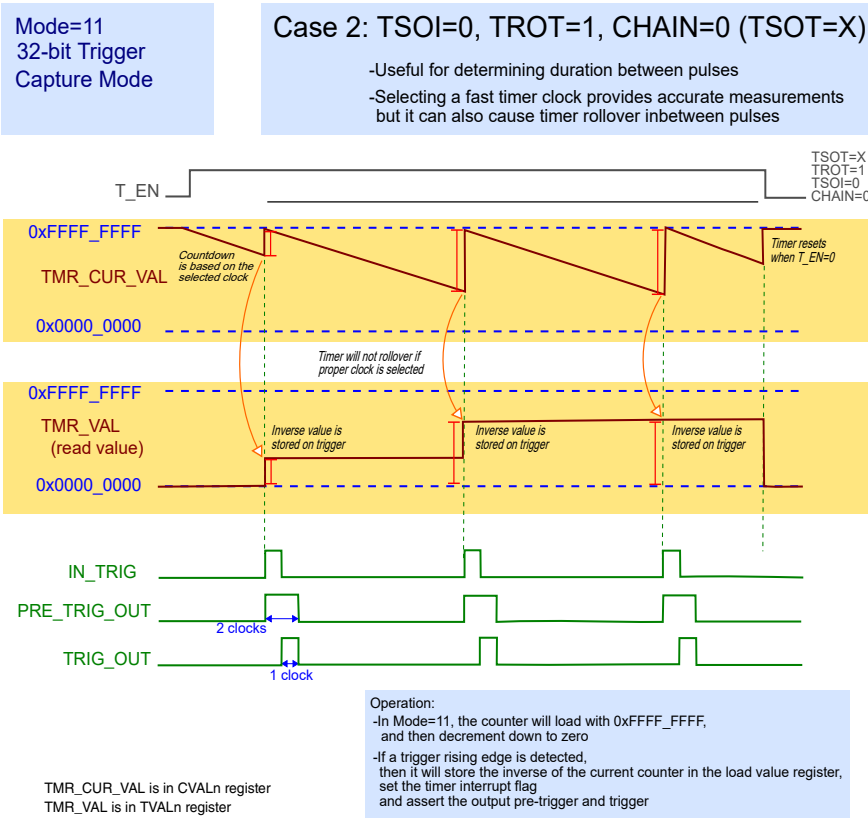 Mode=11
32-bit Trigger
Capture Mode
Case 2: TSOI=0, TROT=1, CHAIN=0 (TSOT=X)
-Useful for determining duration between pulses
-Selecting a fast timer clock provides accurate measurements
but it can also cause timer rollover inbetween pulses
TSOT=X
TROT=1
TSOI=0
CHAIN=0
T_EN
0xFFFF_FFFF
Countdown
is based on the
selected clock
Timer resets
when T_EN=0
TMR_CUR_VAL
0x0000_0000
Timer will not rollover if
proper clock is selected
0xFFFF_FFFF
TMR_VAL
(read value)
Inverse value is
stored on trigger
Inverse value is
stored on trigger
Inverse value is
stored on trigger
0x0000_0000
IN_TRIG
PRE_TRIG_OUT
2 clocks
TRIG_OUT
1 clock
Operation:
-In Mode=11, the counter will load with 0xFFFF_FFFF,
and then decrement down to zero
-If a trigger rising edge is detected,
then it will store the inverse of the current counter in the load value register,
set the timer interrupt flag
and assert the output pre-trigger and trigger
TMR_CUR_VAL is in CVALn register
TMR_VAL is in TVALn register